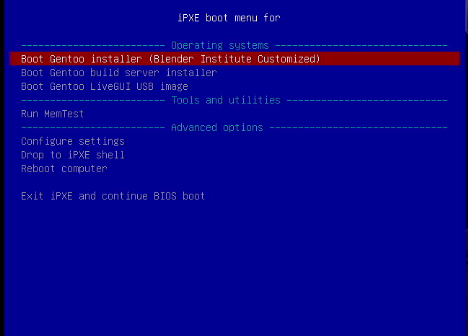 iPXE boot menu for
------------------------- Operating systems ------------------------------
Boot Gentoo installer (Blender Institute Customized)
Boot Gentoo build server installer
Boot Gentoo LiveGUI USB image
------------------------- Tools and utilities ----------------------------
Run MemTest
------------------------- Advanced options -------------------------------
Configure settings
Drop to iPXE shell
Reboot computer
Exit iPXE and continue BIOS boot